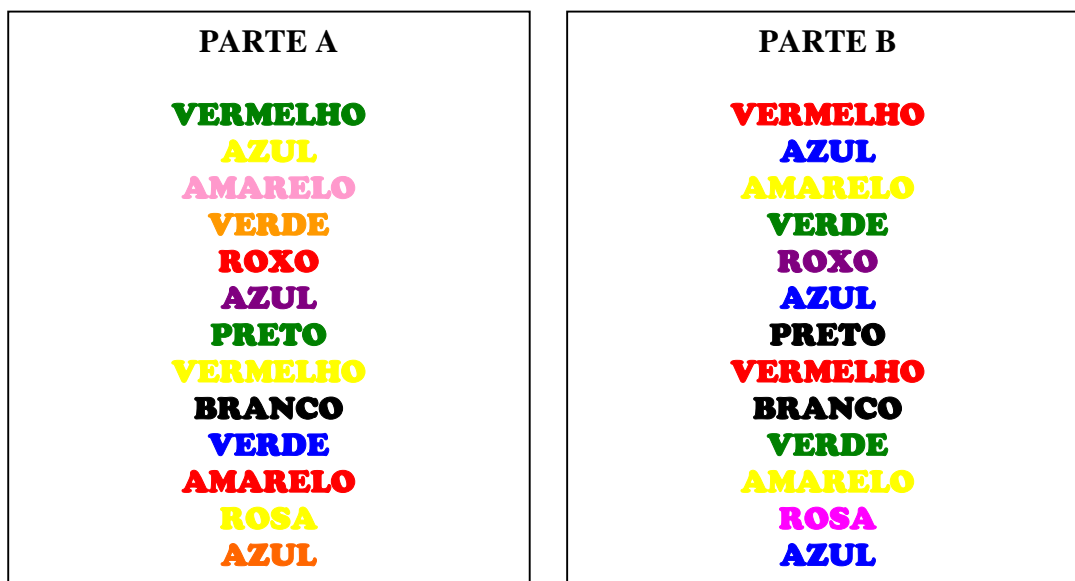 PARTE A
VERMELHO
AZUL
AMARELO
VERDE
ROXO
AZUL
PRETO
VERMELHO
BRANCO
VERDE
AMARELO
ROSA
AZUL
PARTE B
VERMELHO
AZUL
AMARELO
VERDE
ROXO
AZUL
PRETO
VERMELHO
BRANCO
VERDE
AMARELO
ROSA
AZUL